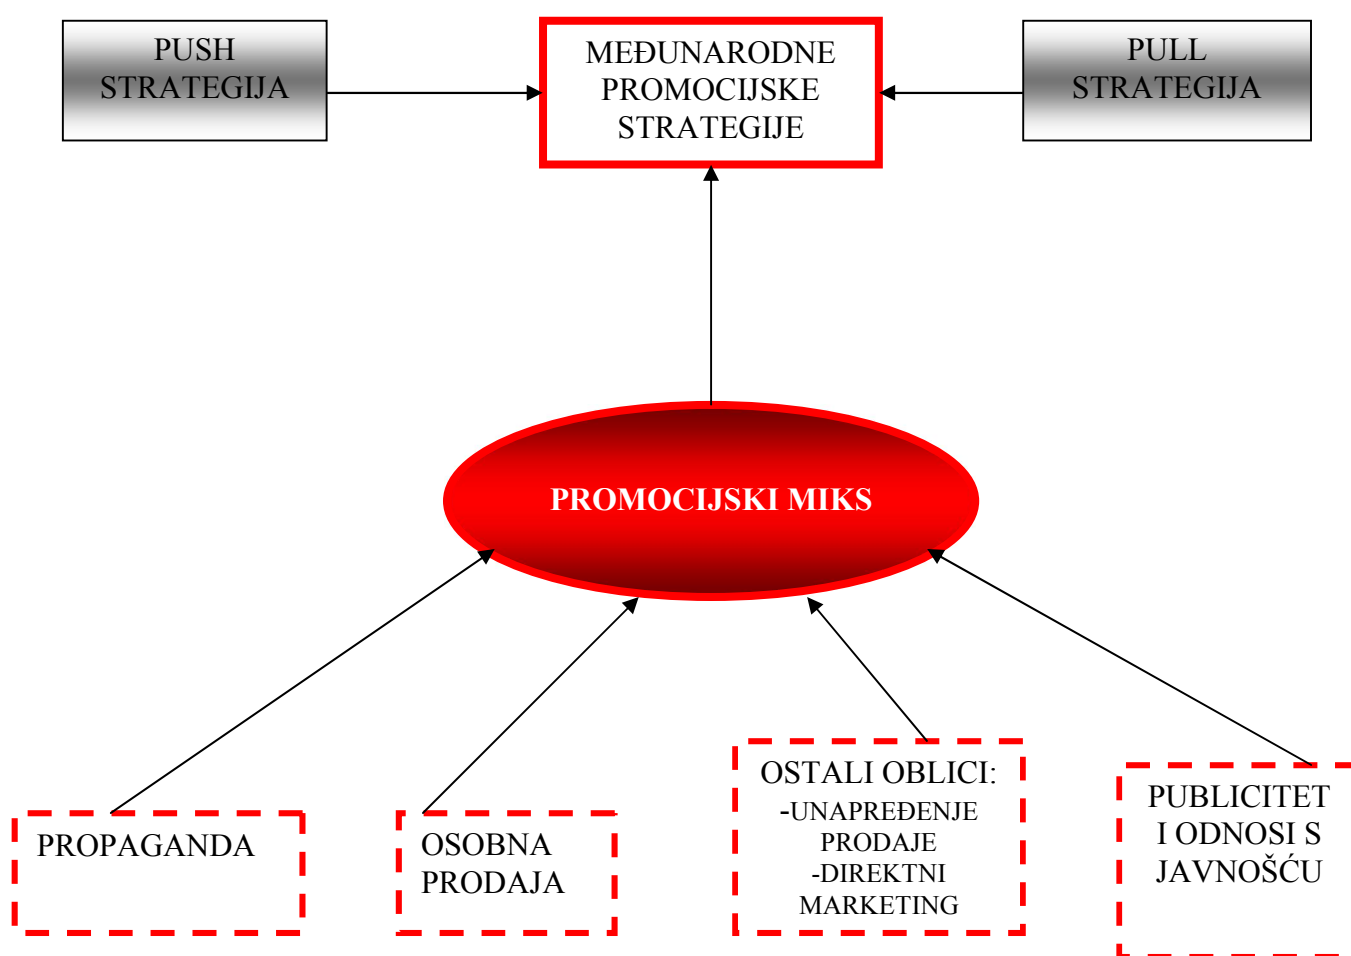 PUSH
STRATEGIJA
MEĐUNARODNE
PROMOCIJSKE
STRATEGIJE
PULL
STRATEGIJA
PROMOCIJSKI MIKS
PROPAGANDA
OSOBNA
PRODAJA
OSTALI OBLICI:
-UNAPREĐENJE
PRODAJE
-DIREKTNI
MARKETING
PUBLICITET
I ODNOSI S
JAVNOŠĆU